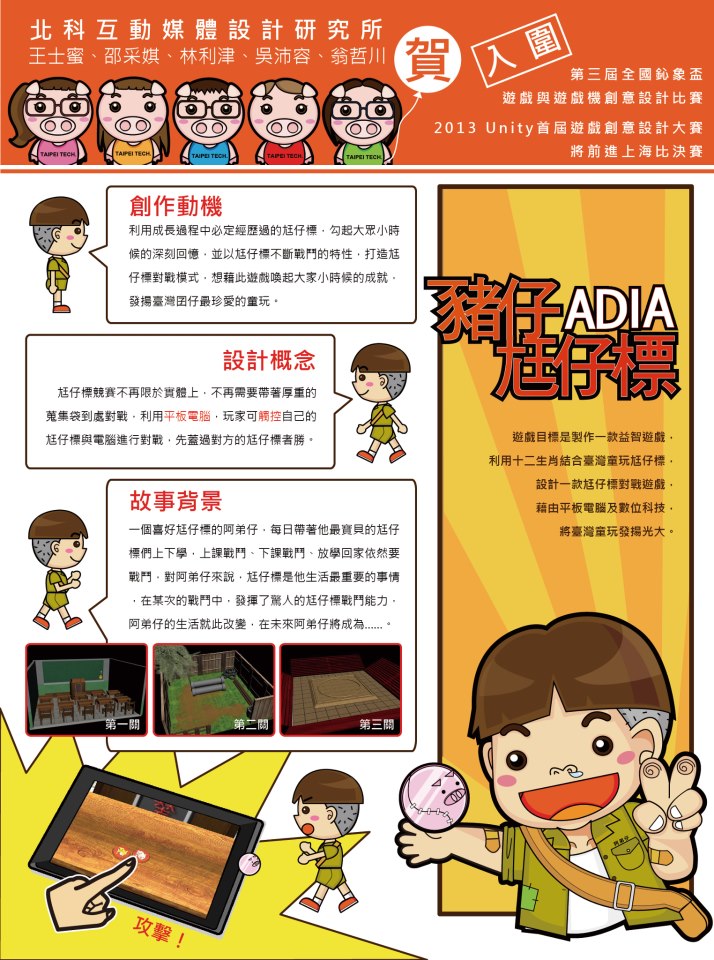 北科互動媒體設計研究所
王士蜜、邵采娸、林利津、吳沛容、翁哲川
賀
入圍
第三屆全國鈊象盃
遊戲與遊戲機創意設計比賽
2013 Unity首屆遊戲創意設計大賽
將前進上海比決賽
TAIPEI TECH.
TAIPEI TECH.
TAIPEI TECH.
TAIPEI TECH.
TAIPEI TECH.
創作動機
利用成長過程中必定經歷過的尪仔標，勾起大眾小時
候的深刻回憶，並以尪仔標不斷戰鬥的特性，打造尪
仔標對戰模式，想藉此遊戲喚起大家小時候的成就，
發揚臺灣囝仔最珍愛的童玩。
設計概念
尪仔標競賽不再限於實體上，不再需要帶著厚重的
蒐集袋到處對戰，利用平板電腦，玩家可觸控自己的
尪仔標與電腦進行對戰，先蓋過對方的尪仔標者勝。
故事背景
一個喜好尪仔標的阿弟仔，每日帶著他最寶貝的尪仔
標們上下學，上課戰鬥、下課戰鬥、放學回家依然要
戰鬥，對阿弟仔來說，尪仔標是他生活最重要的事情
，在某次的戰鬥中，發揮了驚人的尪仔標戰鬥能力，
阿弟仔的生活就此改變，在未來阿弟仔將成為......。
第一關
第二關
第三關
攻擊！
豬仔ADIA
尪仔標
遊戲目標是製作一款益智遊戲，
利用十二生肖結合臺灣童玩尪仔標，
設計一款尪仔標對戰遊戲，
藉由平板電腦及數位科技，
將臺灣童玩發揚光大。